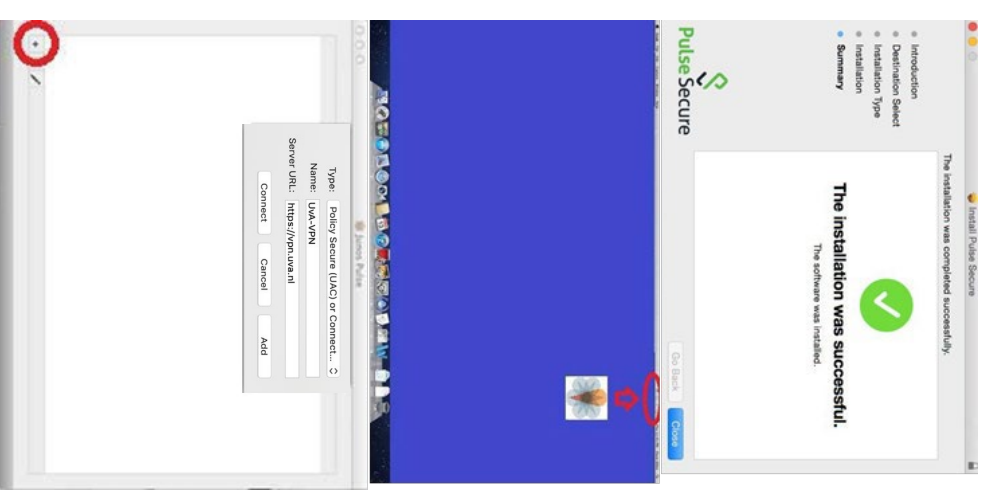 Install Pulse Secure
The installation was completed successfully.
Introduction
Destination Select
Installation Type
Installation
Summary
The installation was successful.
The software was installed.
Pulse Secure
Go Back
Close
Junos Pulse
Type: Policy Secure (UAC) or Connect...
Name: UvA-VPN
Server URL: https://vpn.uva.nl
Connect Cancel Add
+